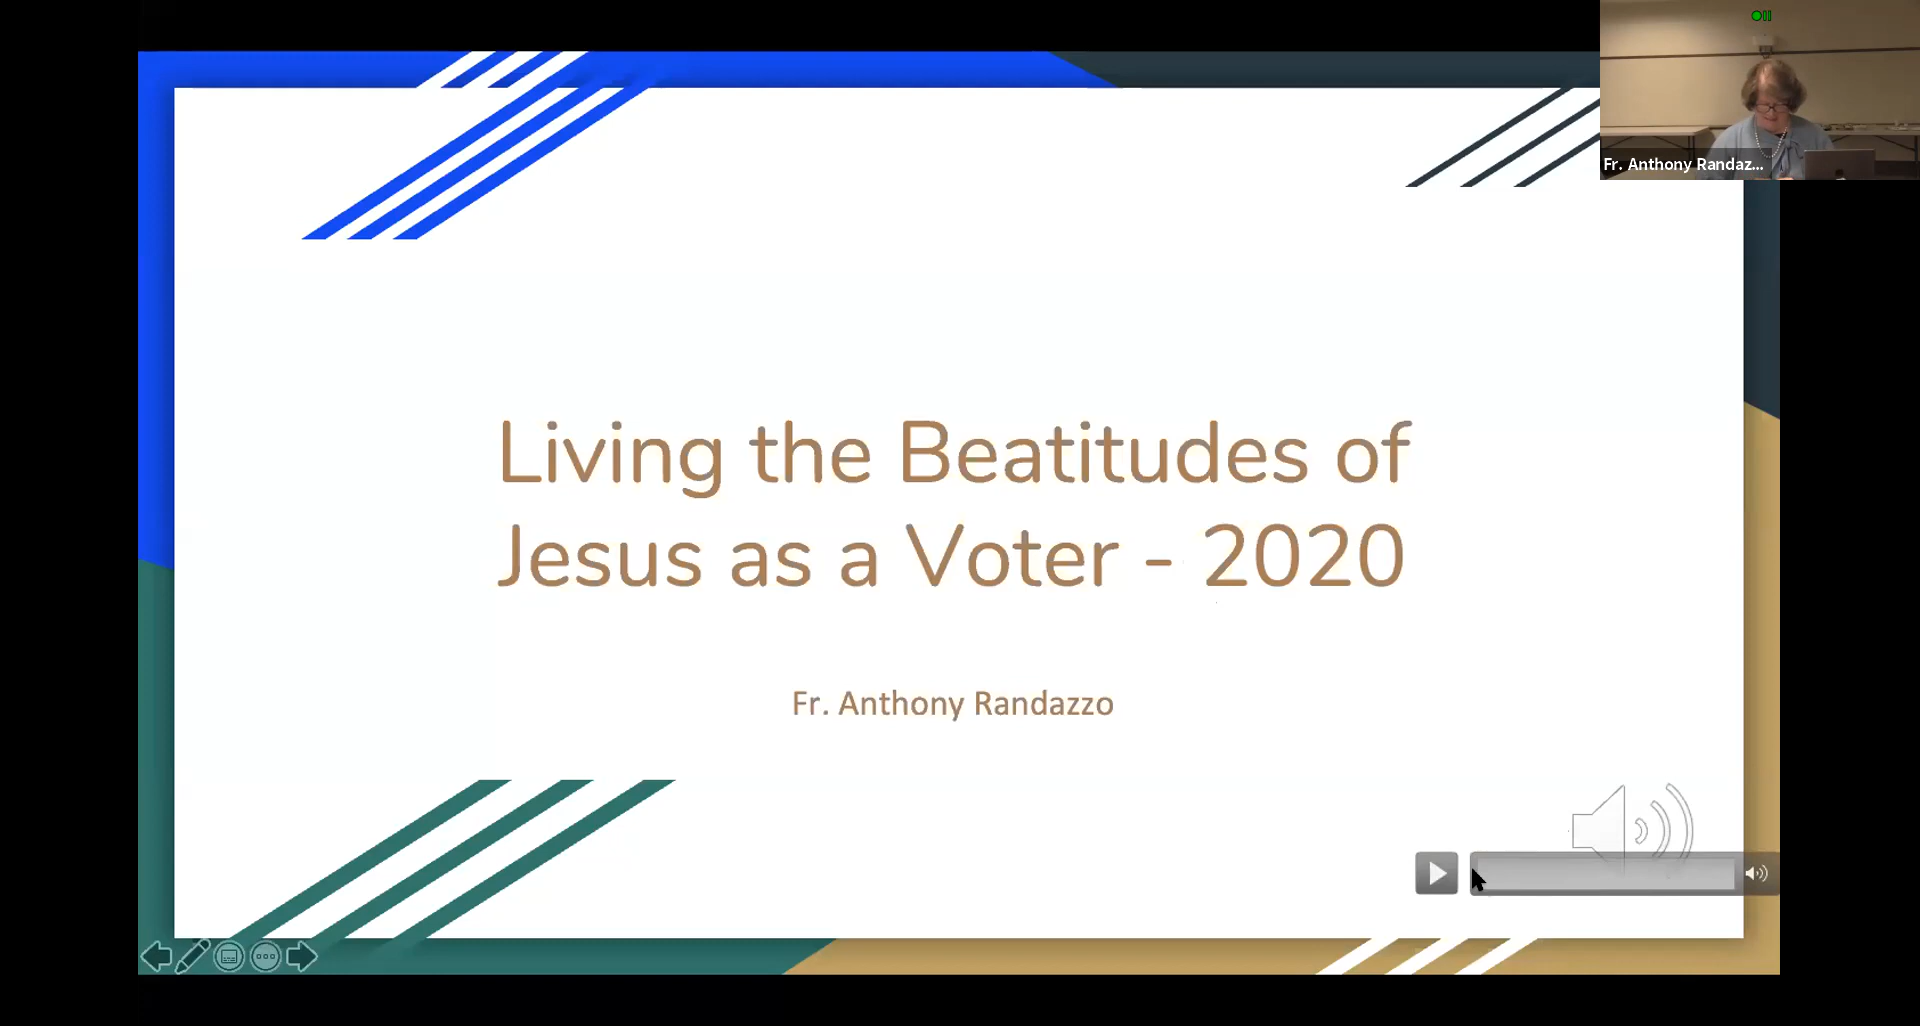 Living the Beatitudes of
Jesus as a Voter - 2020
Fr. Anthony Randazzo
Fr. Anthony Randaz...